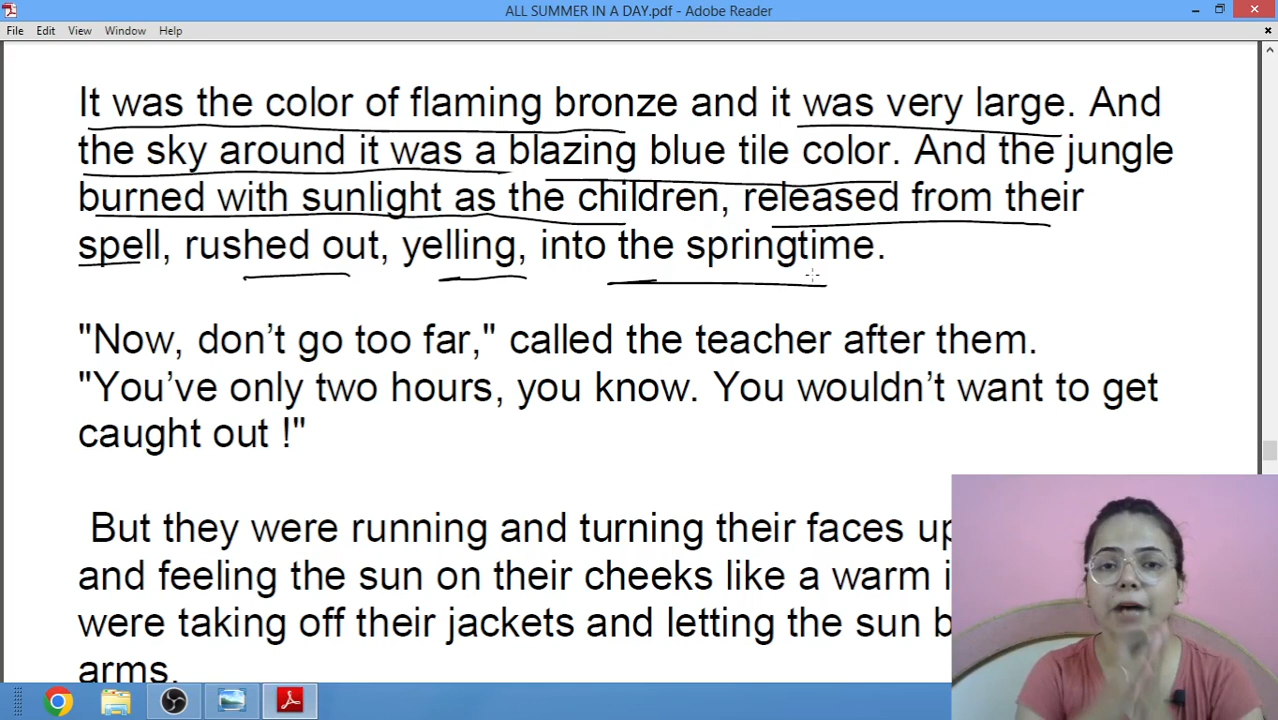 ALL SUMMER IN A DAY.pdf - Adobe Reader
File Edit View Window Help
It was the color of flaming bronze and it was very large. And
the sky around it was a blazing blue tile color. And the jungle
burned with sunlight as the children, released from their
spell, rushed out, yelling, into the springtime.
"Now, don’t go too far," called the teacher after them.
"You’ve only two hours, you know. You wouldn’t want to get
caught out !"
But they were running and turning their faces up
and feeling the sun on their cheeks like a warm
were taking off their jackets and letting the sun
arms.